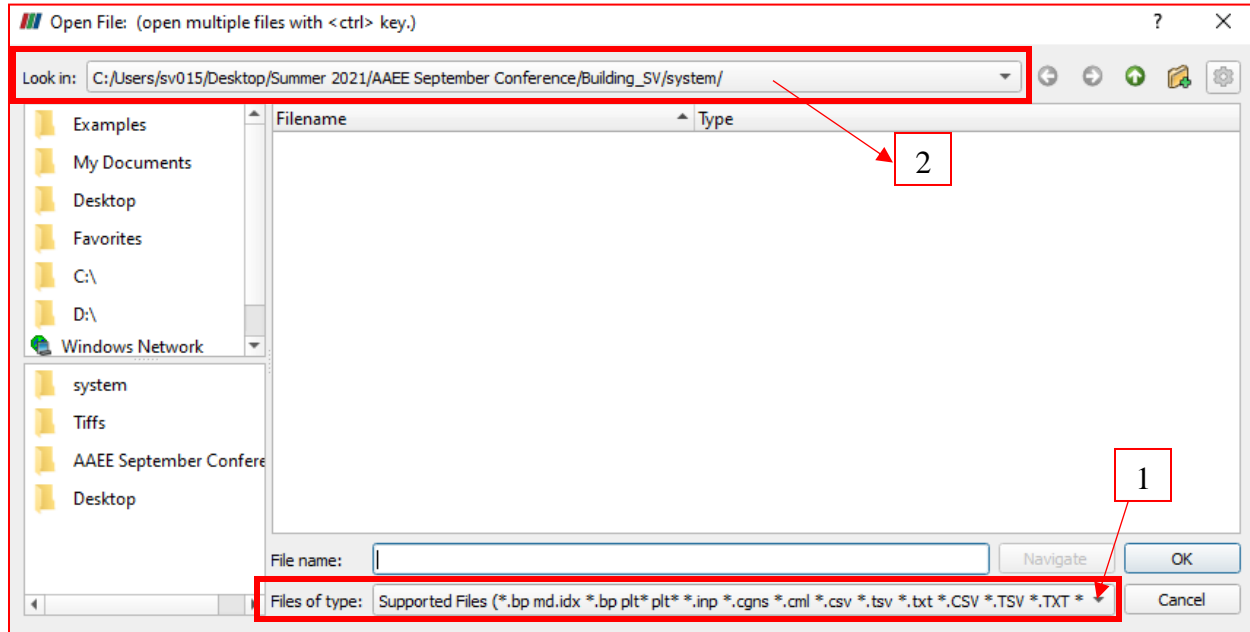 Open File: (open multiple files with <ctrl> key.)
?
Look in: C:/Users/sv015/Desktop/Summer 2021/AAEE September Conference/Building_SV/system/
Examples
My Documents
Desktop
Favorites
C:\
D:\
Windows Network
system
Tiffs
AAEE September Confere
Desktop
Filename Type
2
1
File name: Navigate OK
Files of type: Supported Files (*.bp md.idx *.bp plt* plt* *.inp *.cgns *.cml *.csv *.tsv *.txt *.CSV *.TSV *.TXT * Cancel